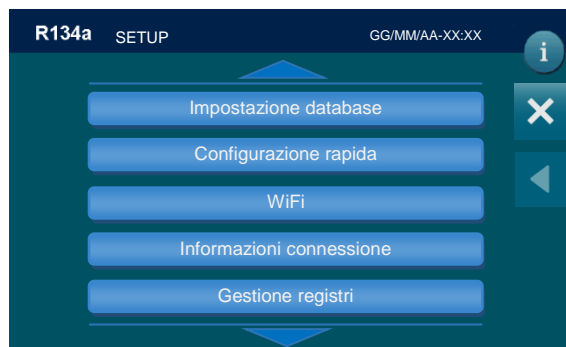 R134a SETUP GG/MM/AA-XX:XX
i
Impostazione database
Configurazione rapida
WiFi
Informazioni connessione
Gestione registri